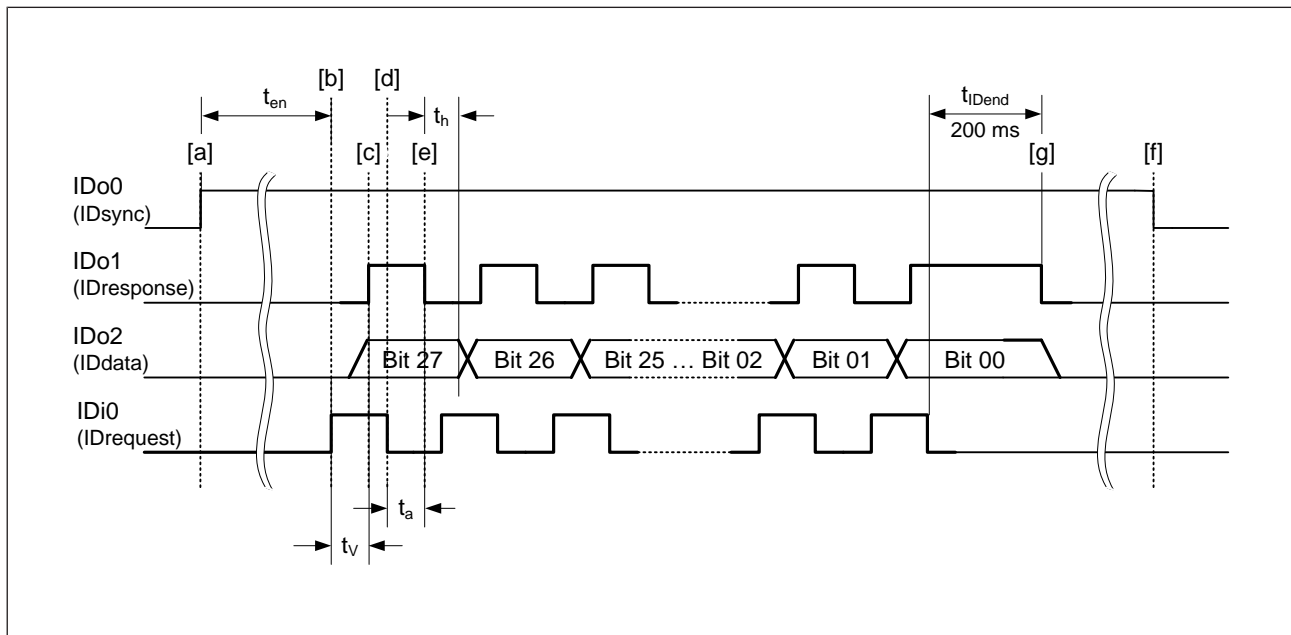 [b] [d]
t_en
t_IDend
t_h
200 ms
[a] [c] [e] [g] [f]
IDo0
(IDsync)
IDo1
(IDresponse)
IDo2
(IDdata)
Bit 27 Bit 26 Bit 25 ... Bit 02 Bit 01 Bit 00
IDi0
(IDrequest)
t_a
t_V